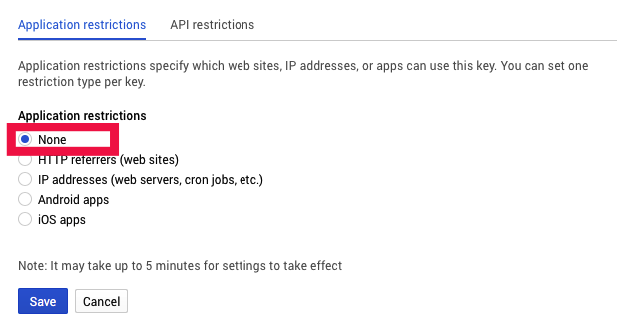 Application restrictions API restrictions
Application restrictions specify which web sites, IP addresses, or apps can use this key. You can set one
restriction type per key.
Application restrictions
None
HTTP referrers (web sites)
IP addresses (web servers, cron jobs, etc.)
Android apps
iOS apps
Note: It may take up to 5 minutes for settings to take effect
Save Cancel